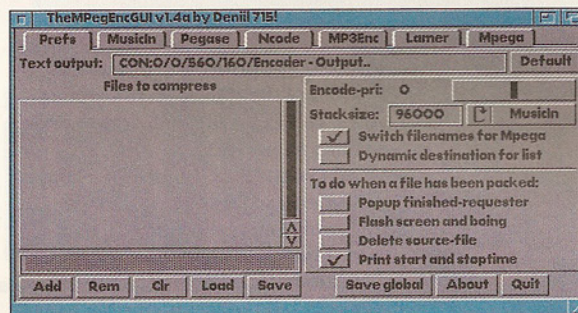 TheMPegEncGUI v1.4a by Deniil 715!
Prefs MusicIn Pegase Ncode MP3Enc Lamer Mpega
Text output: CON:0/0/560/160/Encoder - Output.. Default
Files to compress
Encode-pri: 0
Stacksize: 96000 MusicIn
Switch filenames for Mpega
Dynamic destination for list
To do when a file has been packed:
Popup finished-requester
Flash screen and boing
Delete source-file
Print start and stoptime
Add Rem Clr Load Save
Save global About Quit